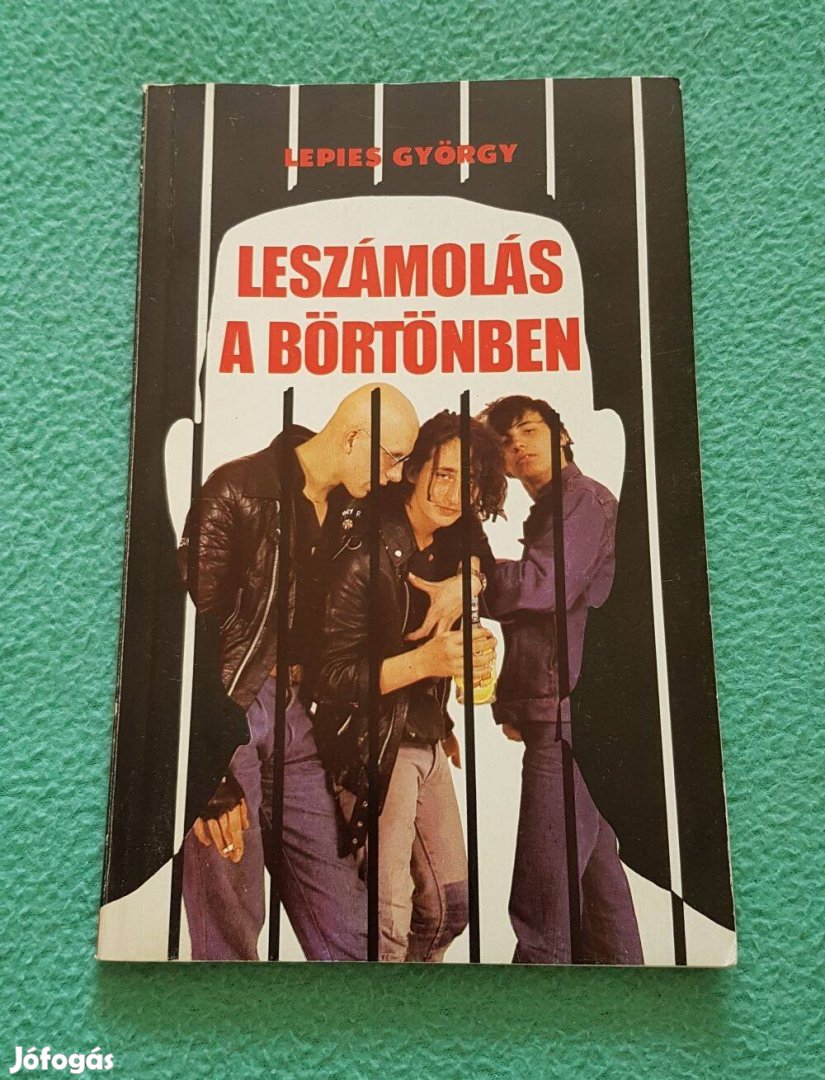 LEPIES GYÖRGY
LESZÁMOLÁS
A BÖRTÖNBEN
Jófogás